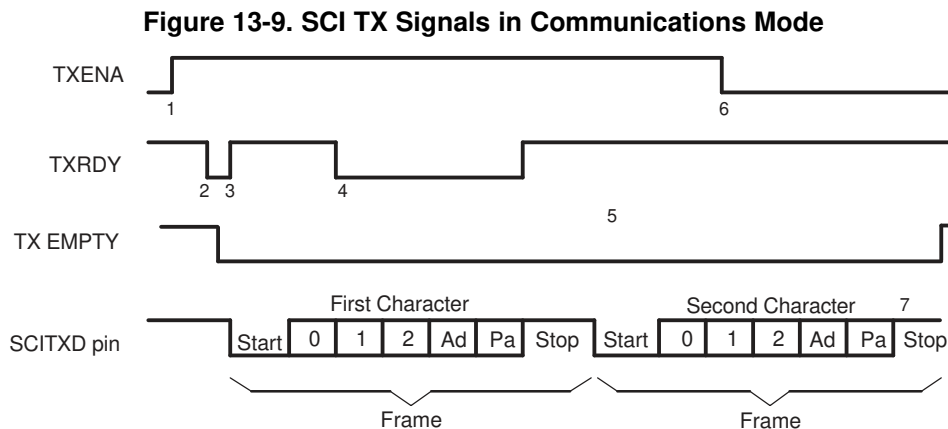 Figure 13-9. SCI TX Signals in Communications Mode
TXENA
1 6
TXRDY
2 3 4
5
TX EMPTY
First Character Second Character 7
SCITXD pin Start 0 1 2 Ad Pa Stop Start 0 1 2 Ad Pa Stop
Frame Frame